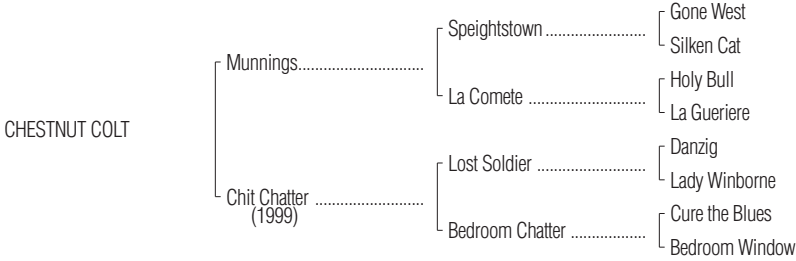 Gone West
Speightstown ........................
Silken Cat
Munnings..............................
Holy Bull
La Comete ............................
La Gueriere
CHESTNUT COLT
Danzig
Lost Soldier ..........................
Lady Winborne
Chit Chatter ..........................
(1999)
Cure the Blues
Bedroom Chatter ..................
Bedroom Window